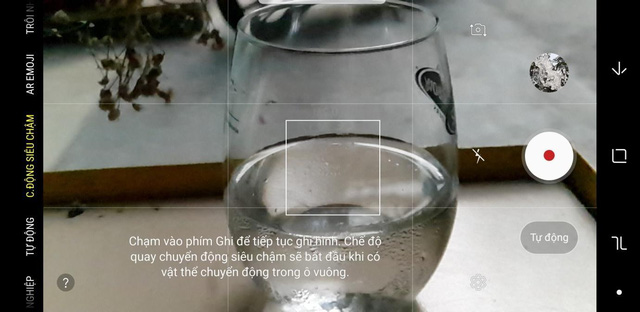 TRÔI N
AR EMOJI
C.ĐỘNG SIÊU CHẬM
TỰ ĐỘNG
NGHIỆP
Chạm vào phím Ghi để tiếp tục ghi hình. Chế độ
quay chuyển động siêu chậm sẽ bắt đầu khi có
vật thể chuyển động trong ô vuông.
Tự động
?